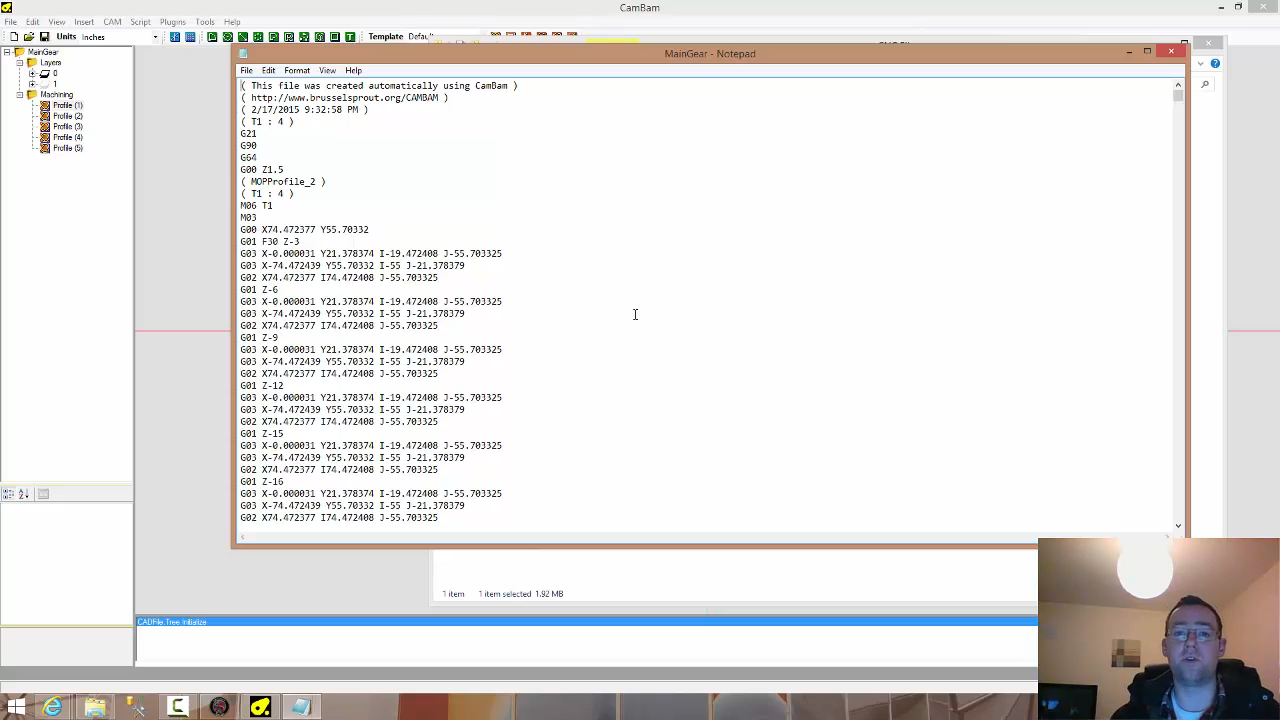 CamBam
File Edit View Insert CAM Script Plugins Tools Help
Units Inches Template
MainGear
Layers
0
1
Machining
Profile (1)
Profile (2)
Profile (3)
Profile (4)
Profile (5)
MainGear - Notepad
File Edit Format View Help
( This file was created automatically using CamBam )
( http://www.brusselsprout.org/CAMBAM )
( 2/17/2015 9:32:58 PM )
( T1 : 4 )
G21
G90
G64
G00 Z1.5
( MOPProfile_2 )
( T1 : 4 )
M06 T1
M03
G00 X74.472377 Y55.70332
G01 F30 Z-3
G03 X-0.000031 Y21.378374 I-19.472408 J-55.703325
G03 X-74.472439 Y55.70332 I-55 J-21.378379
G02 X74.472377 I74.472408 J-55.703325
G01 Z-6
G03 X-0.000031 Y21.378374 I-19.472408 J-55.703325
G03 X-74.472439 Y55.70332 I-55 J-21.378379
G02 X74.472377 I74.472408 J-55.703325
G01 Z-9
G03 X-0.000031 Y21.378374 I-19.472408 J-55.703325
G03 X-74.472439 Y55.70332 I-55 J-21.378379
G02 X74.472377 I74.472408 J-55.703325
G01 Z-12
G03 X-0.000031 Y21.378374 I-19.472408 J-55.703325
G03 X-74.472439 Y55.70332 I-55 J-21.378379
G02 X74.472377 I74.472408 J-55.703325
G01 Z-15
G03 X-0.000031 Y21.378374 I-19.472408 J-55.703325
G03 X-74.472439 Y55.70332 I-55 J-21.378379
G02 X74.472377 I74.472408 J-55.703325
G01 Z-16
G03 X-0.000031 Y21.378374 I-19.472408 J-55.703325
G03 X-74.472439 Y55.70332 I-55 J-21.378379
G02 X74.472377 I74.472408 J-55.703325
1 item 1 item selected 1.92 MB
CADFile.Tree.Initialize